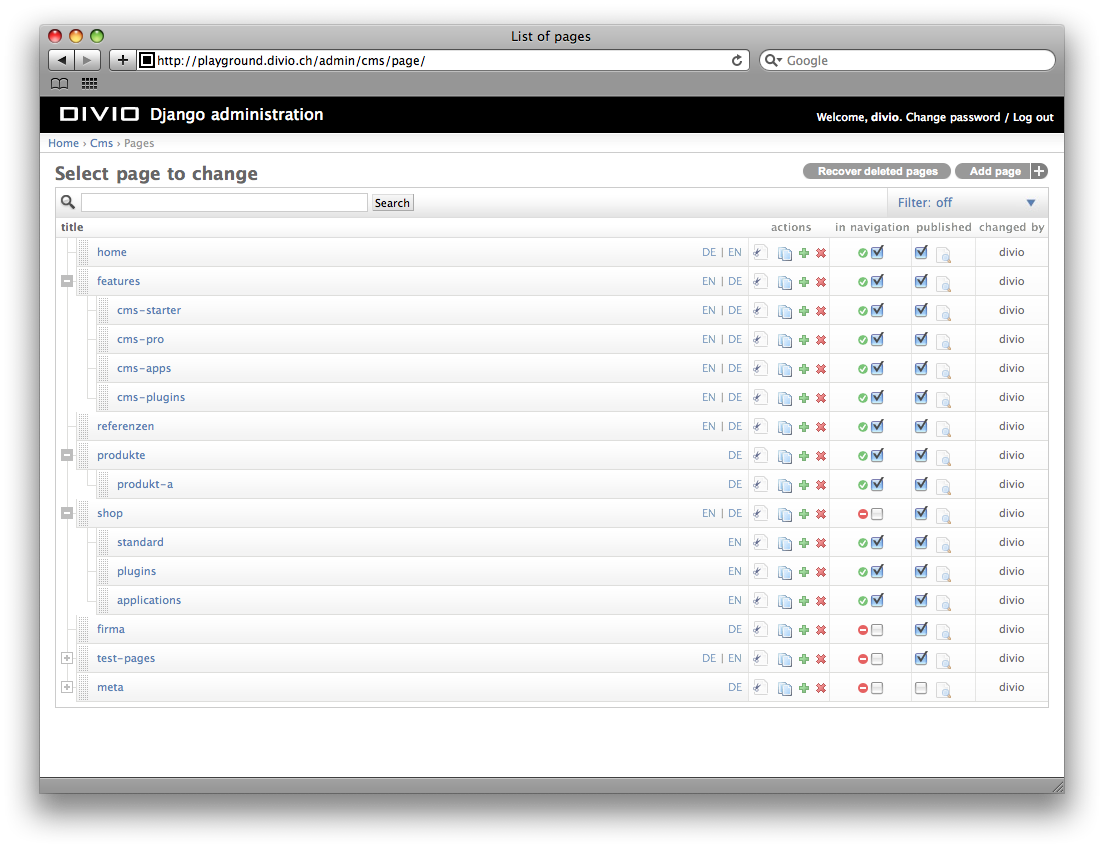 List of pages
http://playground.divio.ch/admin/cms/page/
Google
DIVIO Django administration
Welcome, divio. Change password / Log out
Home › Cms › Pages
Select page to change
Recover deleted pages
Add page
Search
Filter: off
title actions in navigation published changed by
home DE | EN divio
features EN | DE divio
cms-starter EN | DE divio
cms-pro EN | DE divio
cms-apps EN | DE divio
cms-plugins EN | DE divio
referenzen EN | DE divio
produkte DE divio
produkt-a DE divio
shop EN | DE divio
standard EN divio
plugins EN divio
applications EN divio
firma DE divio
test-pages DE | EN divio
meta DE divio